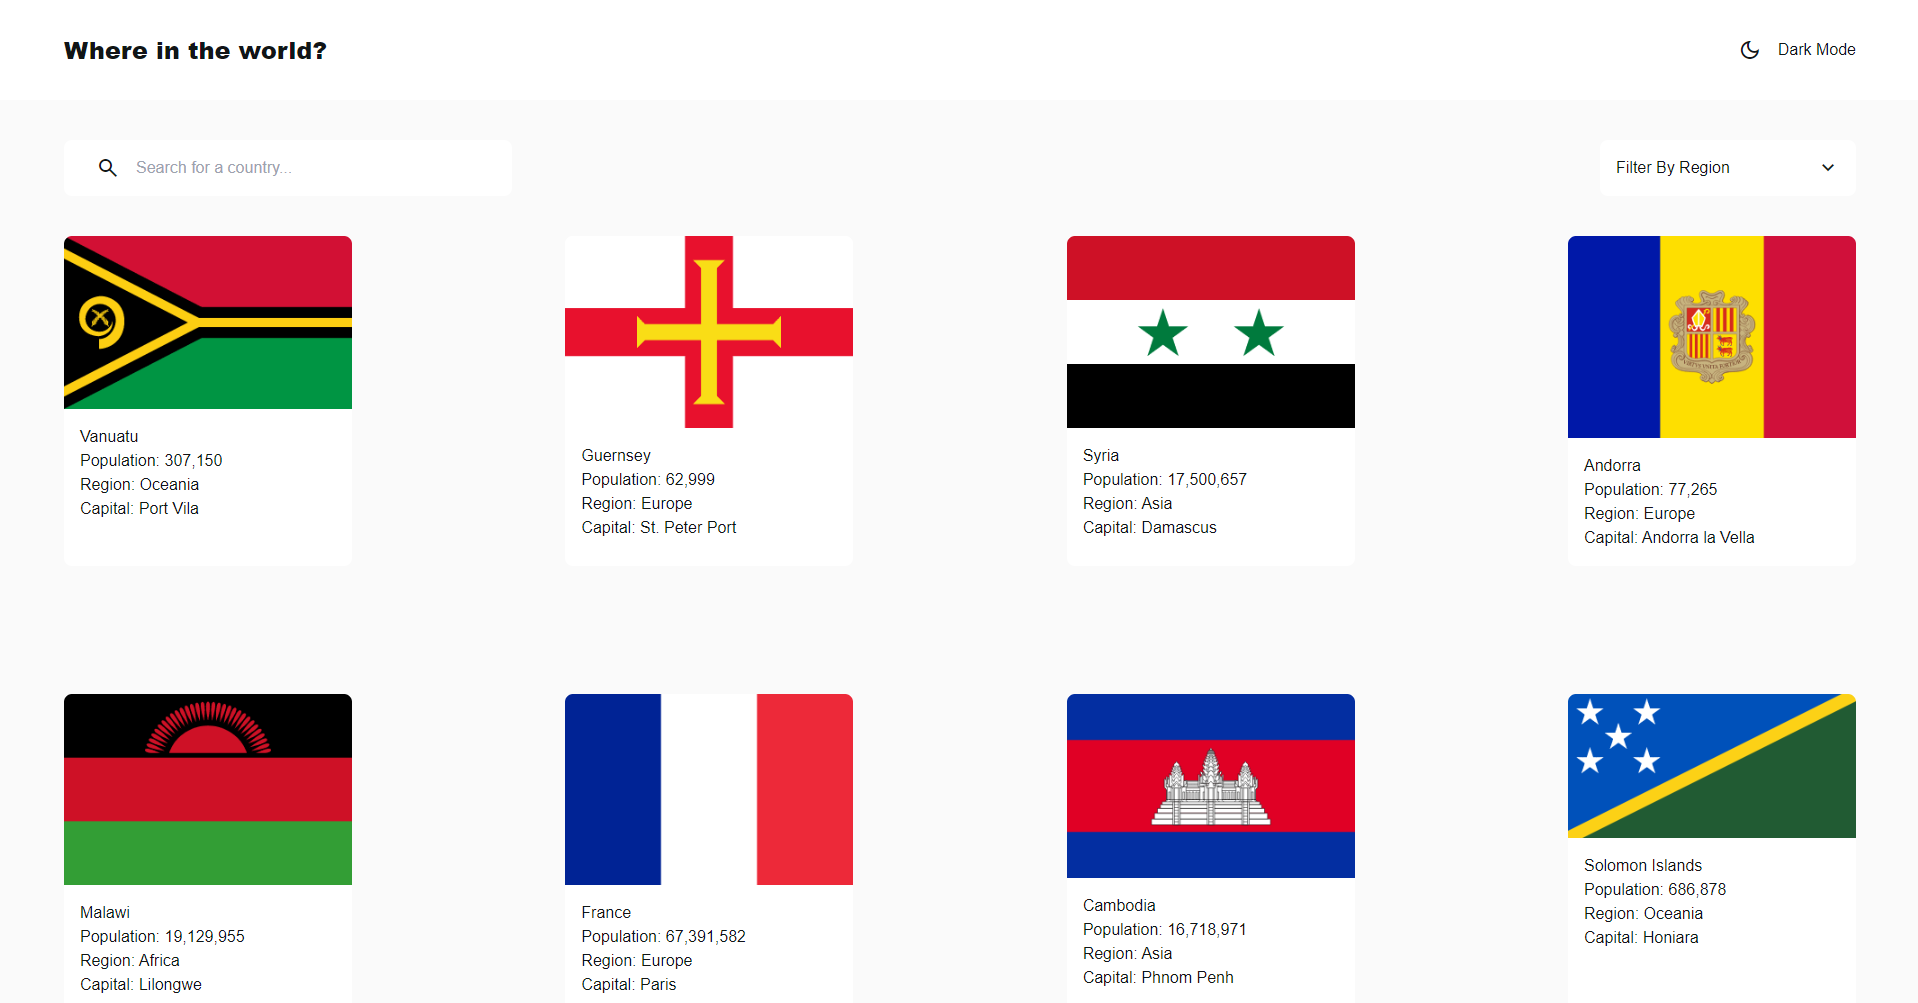 Where in the world?
Dark Mode
Search for a country...
Filter By Region
Vanuatu
Population: 307,150
Region: Oceania
Capital: Port Vila
Guernsey
Population: 62,999
Region: Europe
Capital: St. Peter Port
Syria
Population: 17,500,657
Region: Asia
Capital: Damascus
Andorra
Population: 77,265
Region: Europe
Capital: Andorra la Vella
Malawi
Population: 19,129,955
Region: Africa
Capital: Lilongwe
France
Population: 67,391,582
Region: Europe
Capital: Paris
Cambodia
Population: 16,718,971
Region: Asia
Capital: Phnom Penh
Solomon Islands
Population: 686,878
Region: Oceania
Capital: Honiara